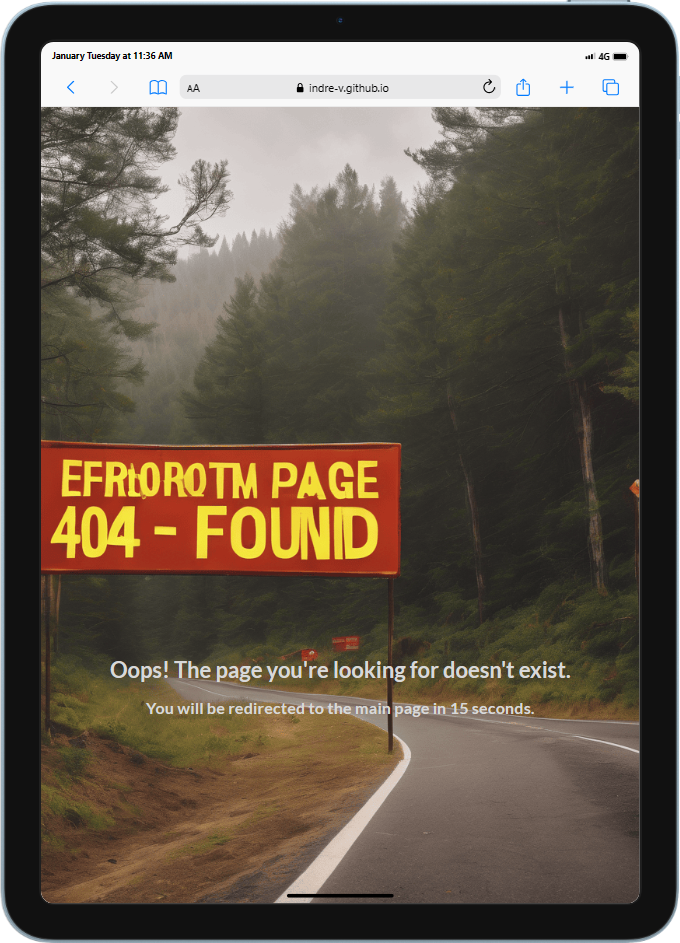 January Tuesday at 11:36 AM
4G
AA
indre-v.github.io
PAGE
404 - FOUND
Oops! The page you're looking for doesn't exist.
You will be redirected to the main page in 15 seconds.